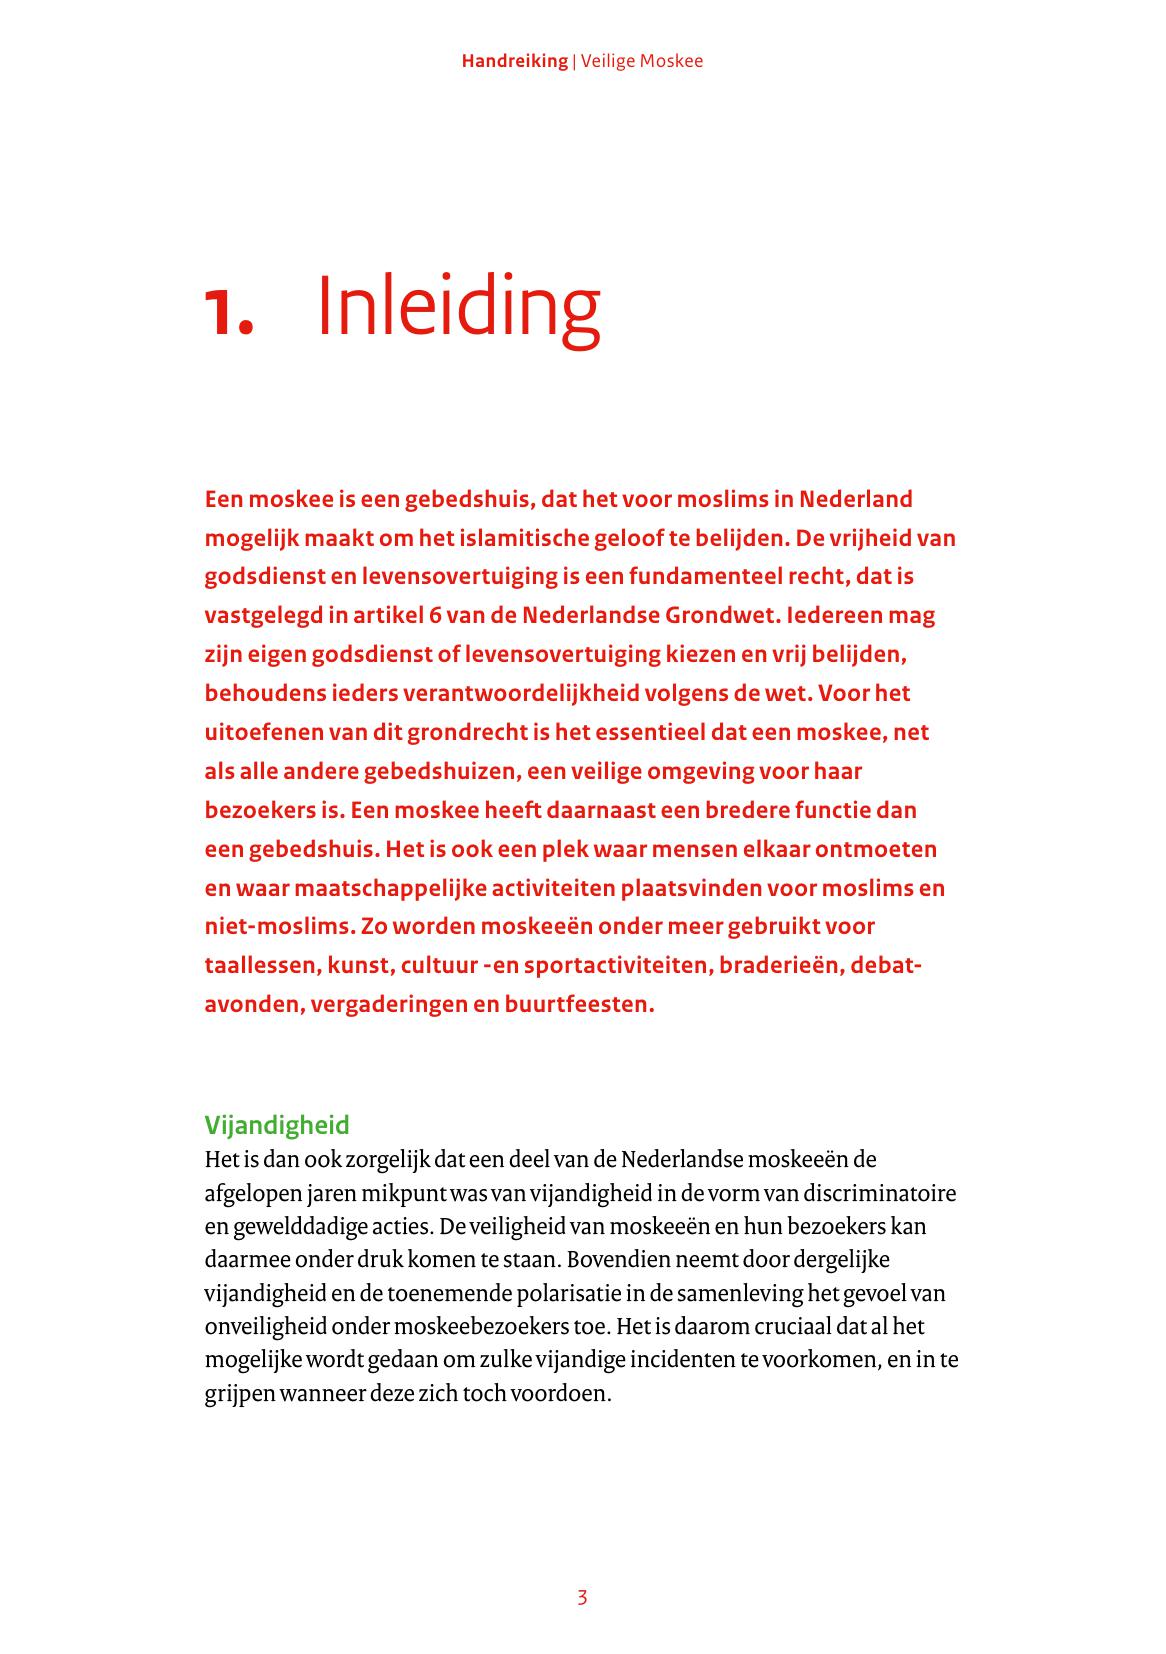 Handreiking | Veilige Moskee
1. Inleiding
Een moskee is een gebedshuis, dat het voor moslims in Nederland
mogelijk maakt om het islamitische geloof te belijden. De vrijheid van
godsdienst en levensovertuiging is een fundamenteel recht, dat is
vastgelegd in artikel 6 van de Nederlandse Grondwet. Iedereen mag
zijn eigen godsdienst of levensovertuiging kiezen en vrij belijden,
behoudens ieders verantwoordelijkheid volgens de wet. Voor het
uitoefenen van dit grondrecht is het essentieel dat een moskee, net
als alle andere gebedshuizen, een veilige omgeving voor haar
bezoekers is. Een moskee heeft daarnaast een bredere functie dan
een gebedshuis. Het is ook een plek waar mensen elkaar ontmoeten
en waar maatschappelijke activiteiten plaatsvinden voor moslims en
niet-moslims. Zo worden moskeeën onder meer gebruikt voor
taallessen, kunst, cultuur -en sportactiviteiten, braderieën, debat-
avonden, vergaderingen en buurtfeesten.
Vijandigheid
Het is dan ook zorgelijk dat een deel van de Nederlandse moskeeën de
afgelopen jaren mikpunt was van vijandigheid in de vorm van discriminatoire
en gewelddadige acties. De veiligheid van moskeeën en hun bezoekers kan
daarmee onder druk komen te staan. Bovendien neemt door dergelijke
vijandigheid en de toenemende polarisatie in de samenleving het gevoel van
onveiligheid onder moskeebezoekers toe. Het is daarom cruciaal dat al het
mogelijke wordt gedaan om zulke vijandige incidenten te voorkomen, en in te
grijpen wanneer deze zich toch voordoen.
3